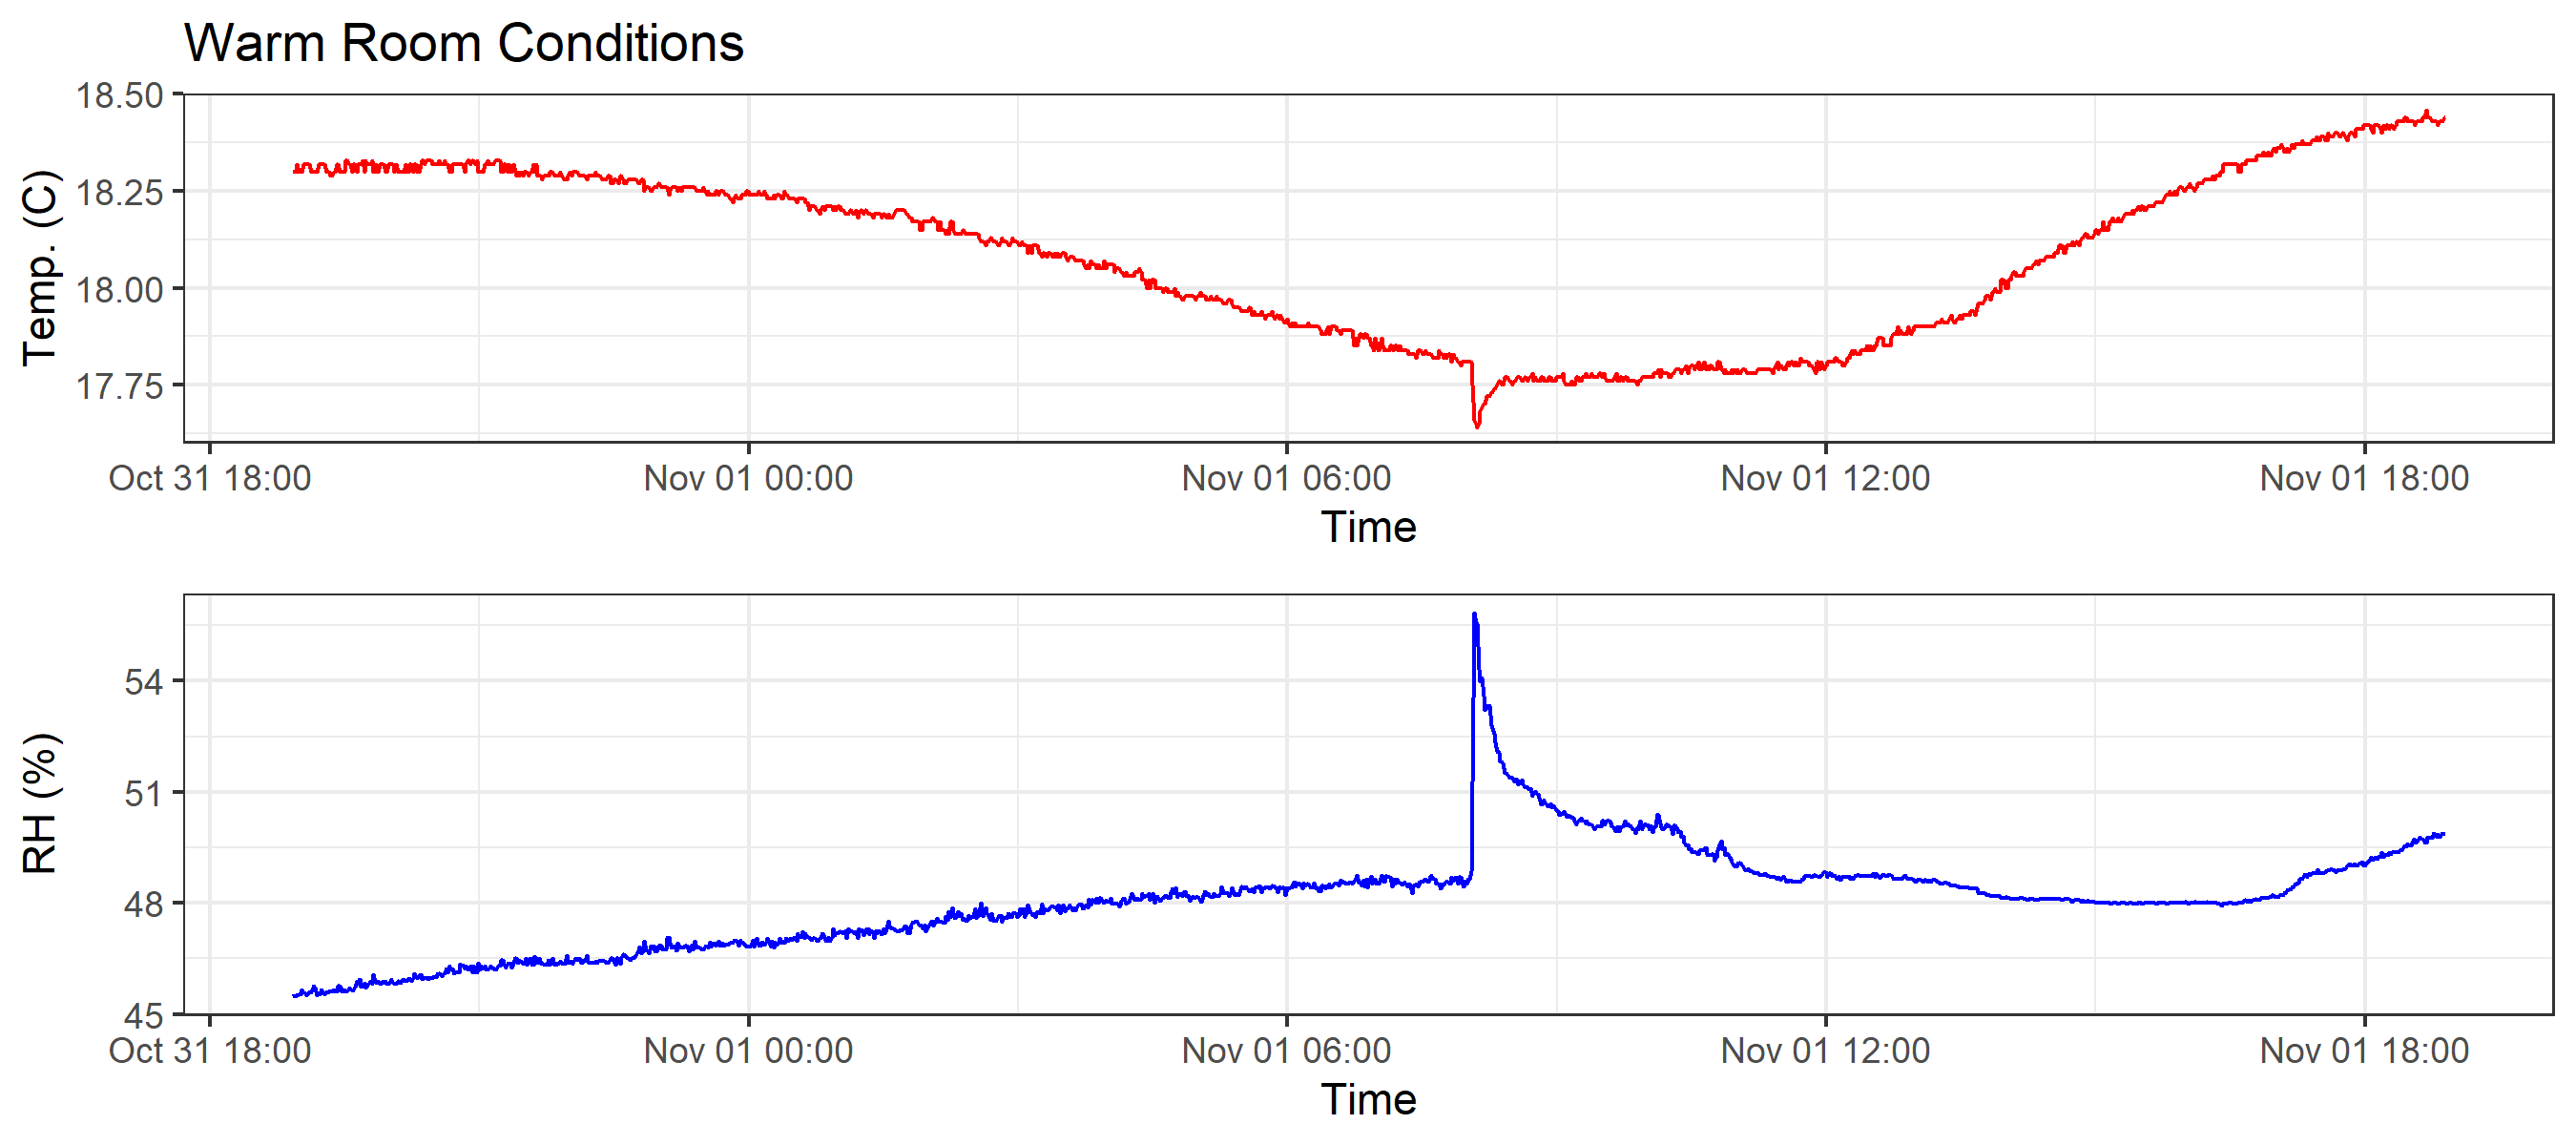 Warm Room Conditions
Temp. (C)
18.50
18.25
18.00
17.75
Oct 31 18:00 Nov 01 00:00 Nov 01 06:00 Nov 01 12:00 Nov 01 18:00
Time
RH (%)
54
51
48
45
Oct 31 18:00 Nov 01 00:00 Nov 01 06:00 Nov 01 12:00 Nov 01 18:00
Time